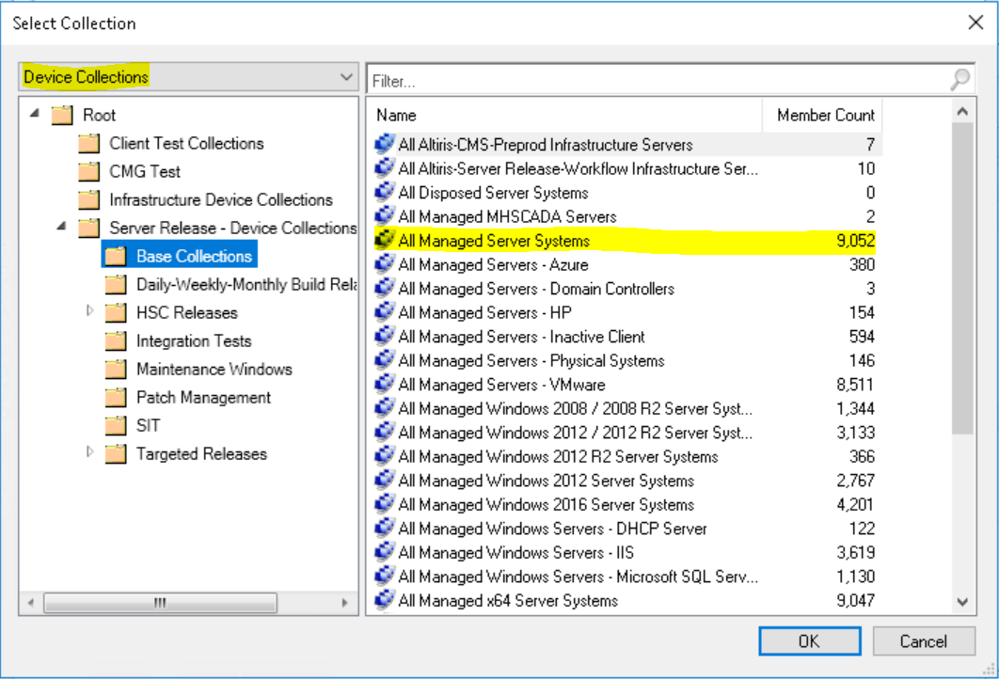 Select Collection
Device Collections
Filter...
Root
Client Test Collections
CMG Test
Infrastructure Device Collections
Server Release - Device Collections
Base Collections
Daily-Weekly-Monthly Build Rela
HSC Releases
Integration Tests
Maintenance Windows
Patch Management
SIT
Targeted Releases
Name Member Count
All Altiris-CMS-Preprod Infrastructure Servers 7
All Altiris-Server Release-Workflow Infrastructure Ser... 10
All Disposed Server Systems 0
All Managed MHSCADA Servers 2
All Managed Server Systems 9,052
All Managed Servers - Azure 380
All Managed Servers - Domain Controllers 3
All Managed Servers - HP 154
All Managed Servers - Inactive Client 594
All Managed Servers - Physical Systems 146
All Managed Servers - VMware 8,511
All Managed Windows 2008 / 2008 R2 Server Syst... 1,344
All Managed Windows 2012 / 2012 R2 Server Syst... 3,133
All Managed Windows 2012 R2 Server Systems 366
All Managed Windows 2012 Server Systems 2,767
All Managed Windows 2016 Server Systems 4,201
All Managed Windows Servers - DHCP Server 122
All Managed Windows Servers - IIS 3,619
All Managed Windows Servers - Microsoft SQL Serv... 1,130
All Managed x64 Server Systems 9,047
OK Cancel